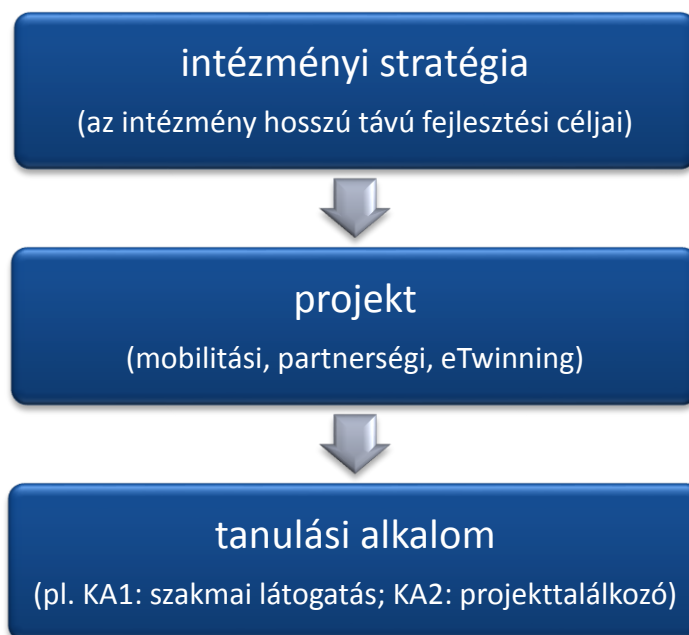 intézményi stratégia
(az intézmény hosszú távú fejlesztési céljai)
projekt
(mobilitási, partnerségi, eTwinning)
tanulási alkalom
(pl. KA1: szakmai látogatás; KA2: projekttalálkozó)